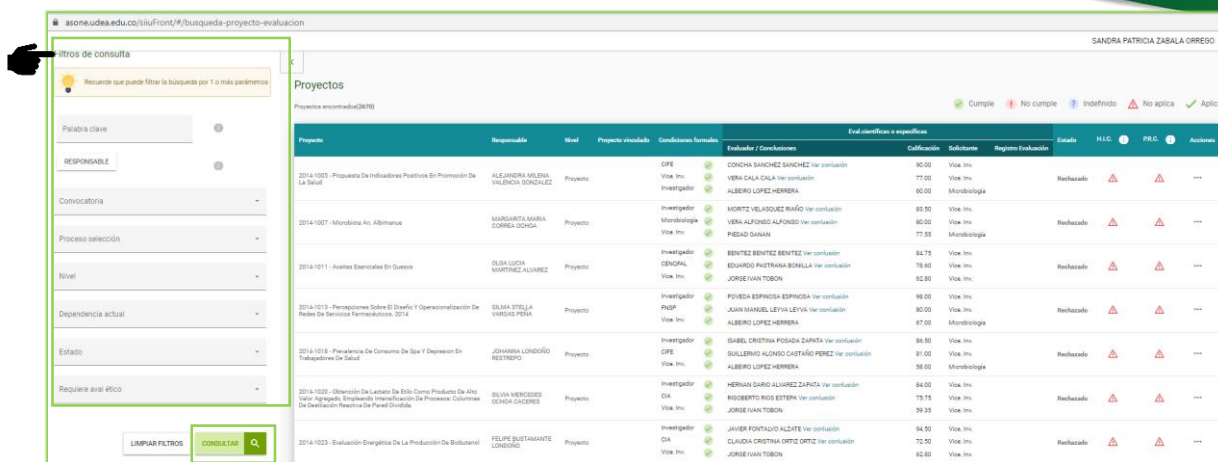 asone.udea.edu.co/siiuFront/#/busqueda-proyecto-evaluacion
SANDRA PATRICIA ZABALA ORREGO
Filtros de consulta
Recuerde que puede filtrar la búsqueda por 1 o más parámetros
Palabra clave
RESPONSABLE
Convocatoria
Proceso selección
Nivel
Dependencia actual
Estado
Requiere aval ético
LIMPIAR FILTROS CONSULTAR
Proyectos
Proyectos encontrados(2670)
Cumple No cumple Indefinido No aplica Aplic
Proyecto Responsable Nivel Proyecto vinculado Condiciones formales Eval.científicas o específicas Estado H.I.C. P.R.C. Acciones
Evaluador / Conclusiones Calificación Solicitante Registro Evaluación
2014-1005 - Propuesta De Indicadores Positivos En Promoción De
La Salud
ALEJANDRA MILENA
VALENCIA GONZALEZ
Proyecto
CIFE CONCHA SANCHEZ SANCHEZ Ver conlusión 90.00 Vice. Inv.
Vice. Inv. VERA CALA CALA Ver conlusión 77.00 Vice. Inv.
Investigador ALBEIRO LOPEZ HERRERA 60.00 Microbiología
Rechazado
2014-1007 - Microbiota An. Albimanus
MARGARITA MARIA
CORREA OCHOA
Proyecto
Investigador MORITZ VELASQUEZ RIAÑO Ver conlusión 83.50 Vice. Inv.
Microbiología VERA ALFONSO ALFONSO Ver conlusión 80.00 Vice. Inv.
Vice. Inv. PIEDAD GANAN 77.55 Microbiología
Rechazado
2014-1011 - Aceites Esenciales En Quesos
OLGA LUCIA
MARTINEZ ALVAREZ
Proyecto
Investigador BENITEZ BENITEZ BENITEZ Ver conlusión 84.75 Vice. Inv.
CENQFAL EDUARDO PASTRANA BONILLA Ver conlusión 78.60 Vice. Inv.
Vice. Inv. JORGE IVAN TOBON 62.80 Vice. Inv.
Rechazado
2014-1013 - Percepciones Sobre El Diseño Y Operacionalización De
Redes De Servicios Farmacéuticos. 2014
GILMA STELLA
VARGAS PEÑA
Proyecto
Investigador POVEDA ESPINOSA ESPINOSA Ver conlusión 98.00 Vice. Inv.
FNSP JUAN MANUEL LEYVA LEYVA Ver conlusión 80.00 Vice. Inv.
Vice. Inv. ALBEIRO LOPEZ HERRERA 67.00 Microbiología
Rechazado
2014-1018 - Prevalencia De Consumo De Spa Y Depresion En
Trabajadores De Salud
JOHANNA LONDOÑO
RESTREPO
Proyecto
Investigador ISABEL CRISTINA POSADA ZAPATA Ver conlusión 86.50 Vice. Inv.
CIFE GUILLERMO ALONSO CASTAÑO PEREZ Ver conlusión 81.00 Vice. Inv.
Vice. Inv. ALBEIRO LOPEZ HERRERA 58.00 Microbiología
Rechazado
2014-1020 - Obtención De Lactato De Etilo Como Producto De Alto
Valor Agregado, Empleando Intensificación De Procesos: Columnas
De Destilación Reactiva De Pared Dividida.
SILVIA MERCEDES
OCHOA CACERES
Proyecto
Investigador HERNAN DARIO ALVAREZ ZAPATA Ver conlusión 84.00 Vice. Inv.
CIA RIGOBERTO RIOS ESTEPA Ver conlusión 75.75 Vice. Inv.
Vice. Inv. JORGE IVAN TOBON 59.35 Vice. Inv.
Rechazado
2014-1023 - Evaluación Energética De La Producción De Biobutanol
FELIPE BUSTAMANTE
LONDOÑO
Proyecto
Investigador JAVIER FONTALVO ALZATE Ver conlusión 94.50 Vice. Inv.
CIA CLAUDIA CRISTINA ORTIZ ORTIZ Ver conlusión 72.50 Vice. Inv.
Vice. Inv. JORGE IVAN TOBON 62.80 Vice. Inv.
Rechazado